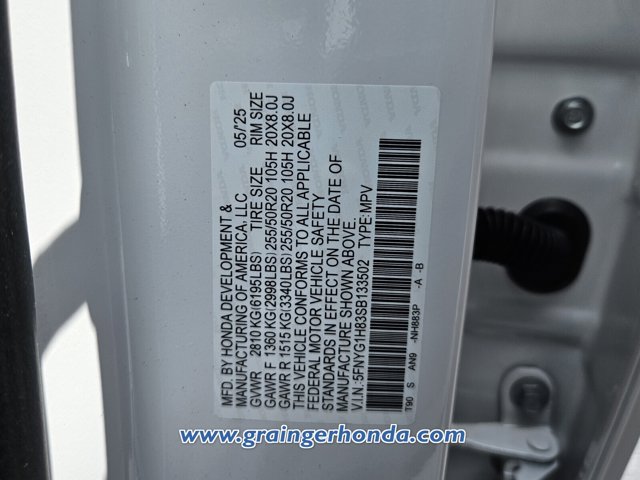 MFD. BY HONDA DEVELOPMENT & 05/'25
MANUFACTURING OF AMERICA, LLC
GVWR 2810 KG(6195LBS) TIRE SIZE RIM SIZE
GAWR F 1360 KG(2998LBS) 255/50R20 105H 20X8.0J
GAWR R 1515 KG(3340LBS) 255/50R20 105H 20X8.0J
THIS VEHICLE CONFORMS TO ALL APPLICABLE
FEDERAL MOTOR VEHICLE SAFETY
STANDARDS IN EFFECT ON THE DATE OF
MANUFACTURE SHOWN ABOVE.
V.I.N.: 5FNYG1H83SB133502 TYPE: MPV
T90 S AN9 -NH883P -A -B
www.graingerhonda.com